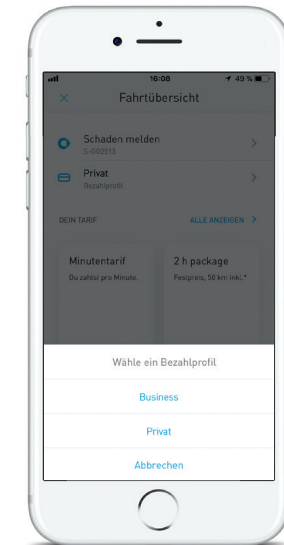 16:08
49 %
Fahrtübersicht
Schaden melden
Privat
Bezahlprofil
DEIN TARIF
ALLE ANZEIGEN
Minutentarif
2 h package
Du zahlst pro Minute.
Festpreis, 50 km inkl.*
Wähle ein Bezahlprofil
Business
Privat
Abbrechen